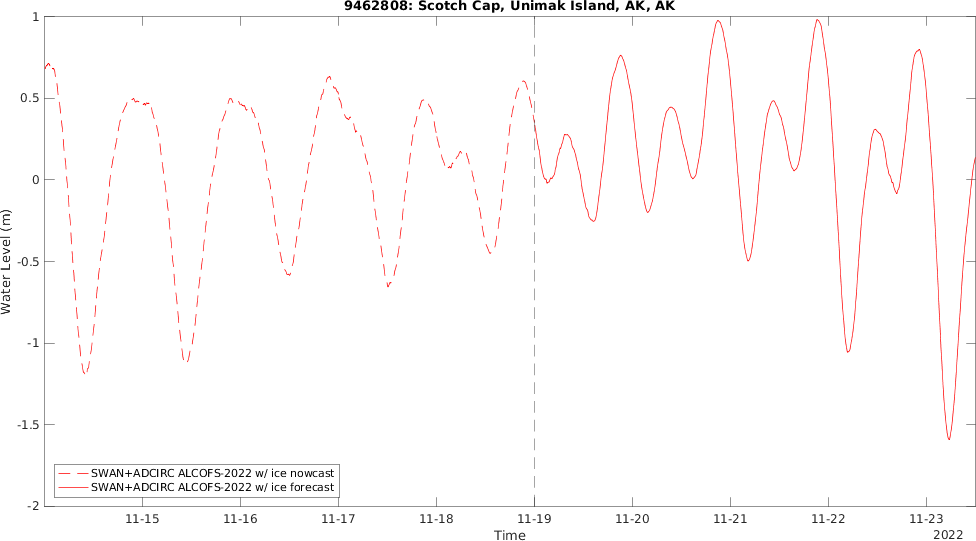 9462808: Scotch Cap, Unimak Island, AK, AK
Water Level (m)
1
0.5
0
-0.5
-1
-1.5
-2
SWAN+ADCIRC ALCOFS-2022 w/ ice nowcast
SWAN+ADCIRC ALCOFS-2022 w/ ice forecast
11-15 11-16 11-17 11-18 11-19 11-20 11-21 11-22 11-23
Time
2022